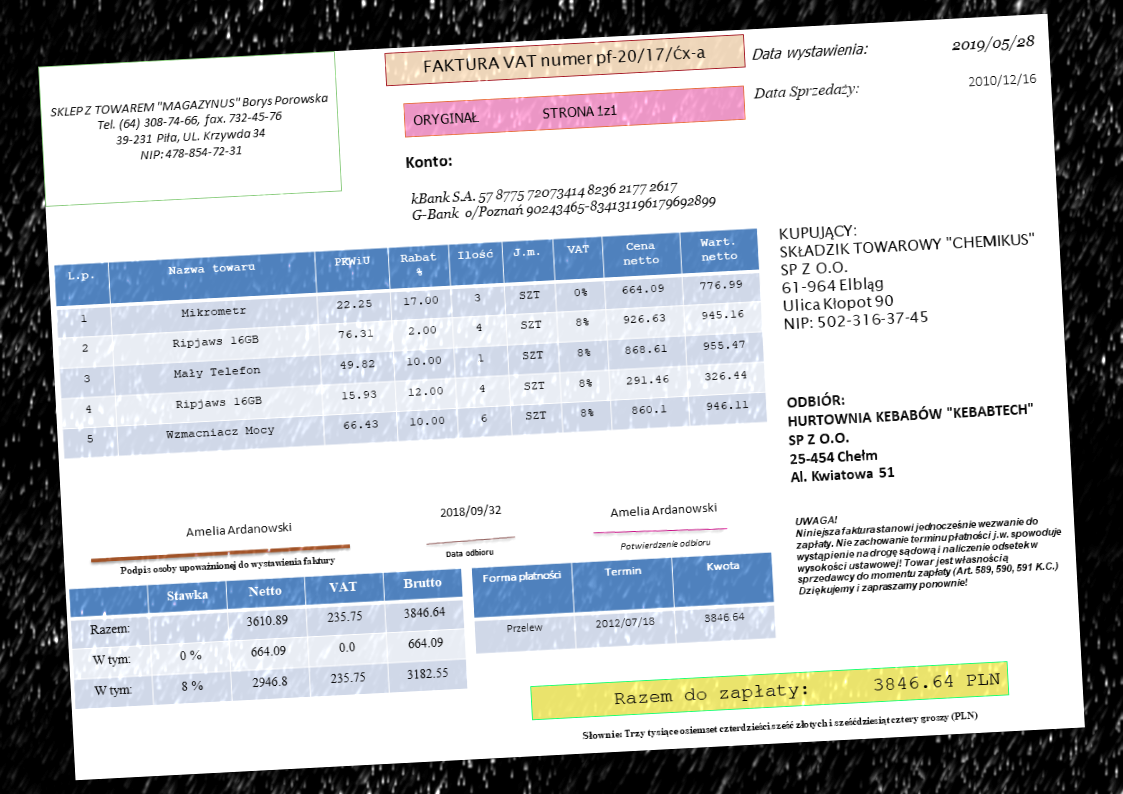 SKLEP Z TOWAREM "MAGAZYNUS" Borys Porowska
Tel. (64) 308-74-66, fax. 732-45-76
39-231 Piła, UL. Krzywda 34
NIP: 478-854-72-31
FAKTURA VAT numer pf-20/17/Ćx-a
ORYGINAŁ STRONA 1z1
Data wystawienia: 2019/05/28
Data Sprzedaży: 2010/12/16
Konto:
kBank S.A. 57 8775 72073414 8236 2177 2617
G-Bank o/Poznań 90243465-834131196179692899
KUPUJĄCY:
SKŁADZIK TOWAROWY "CHEMIKUS"
SP Z O.O.
61-964 Elbląg
Ulica Kłopot 90
NIP: 502-316-37-45
L.p. Nazwa towaru PKWiU Rabat % Ilość J.m. VAT Cena netto Wart. netto
1 Mikrometr 22.25 17.00 3 SZT 0% 664.09 776.99
2 Ripjaws 16GB 76.31 2.00 4 SZT 8% 926.63 945.16
3 Mały Telefon 49.82 10.00 1 SZT 8% 868.61 955.47
4 Ripjaws 16GB 15.93 12.00 4 SZT 8% 291.46 326.44
5 Wzmacniacz Mocy 66.43 10.00 6 SZT 8% 860.1 946.11
ODBIÓR:
HURTOWNIA KEBABÓW "KEBABTECH"
SP Z O.O.
25-454 Chełm
Al. Kwiatowa 51
Amelia Ardanowski
Podpis osoby upoważnionej do wystawienia faktury
2018/09/32
Data odbioru
Amelia Ardanowski
Potwierdzenie odbioru
UWAGA!
Niniejsza faktura stanowi jednocześnie wezwanie do
zapłaty. Nie zachowanie terminu płatności j.w. spowoduje
wystąpienie na drogę sądową i naliczenie odsetek w
wysokości ustawowej! Towar jest własnością
sprzedawcy do momentu zapłaty (Art. 589, 590, 591 K.C.)
Dziękujemy i zapraszamy ponownie!
Stawka Netto VAT Brutto
Razem: 3610.89 235.75 3846.64
W tym: 0 % 664.09 0.0 664.09
W tym: 8 % 2946.8 235.75 3182.55
Forma płatności Termin Kwota
Przelew 2012/07/18 3846.64
Razem do zapłaty: 3846.64 PLN
Słownie: Trzy tysiące osiemset czterdzieści sześć złotych i sześćdziesiąt cztery groszy (PLN)